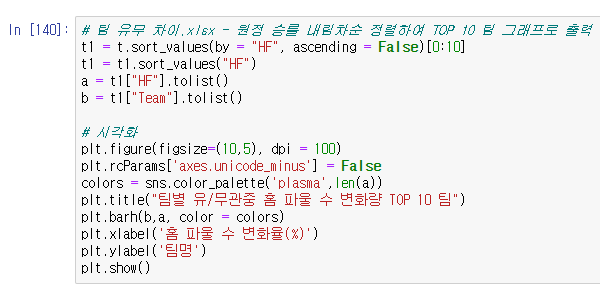 In [140]:
# 팀 유무 차이.xlsx - 원정 승률 내림차순 정렬하여 TOP 10 팀 그래프로 출력
t1 = t.sort_values(by = "HF", ascending = False)[0:10]
t1 = t1.sort_values("HF")
a = t1["HF"].tolist()
b = t1["Team"].tolist()
# 시각화
plt.figure(figsize=(10,5), dpi = 100)
plt.rcParams['axes.unicode_minus'] = False
colors = sns.color_palette('plasma',len(a))
plt.title("팀별 유/무관중 홈 파울 수 변화량 TOP 10 팀")
plt.barh(b,a, color = colors)
plt.xlabel('홈 파울 수 변화율(%)')
plt.ylabel('팀명')
plt.show()